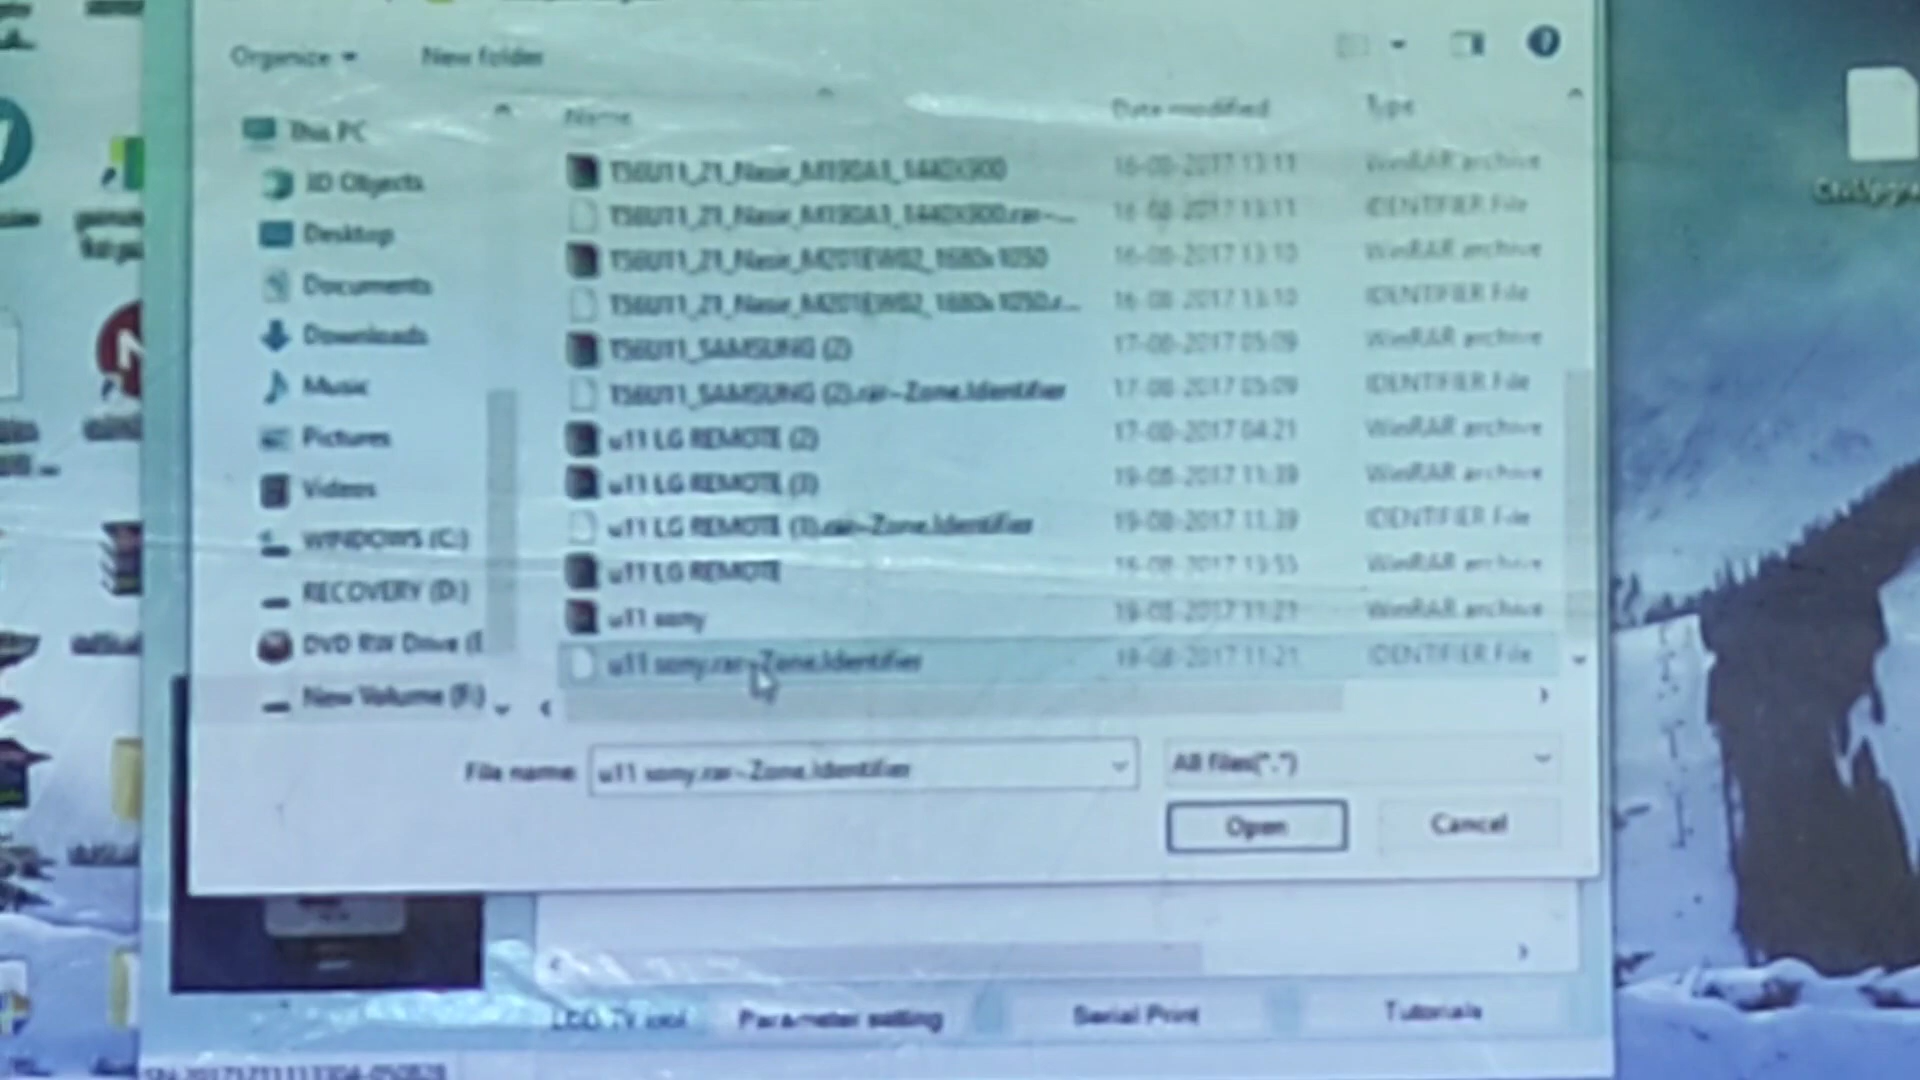 Organize
New folder
Name
Date modified
Type
This PC
3D Objects
Desktop
Documents
Downloads
Music
Pictures
Videos
WINDOWS (C:)
RECOVERY (D:)
DVD RW Drive (E
New Volume (F:)
T56U11_Z1_Nasir_M190A1_1440X900 16-08-2017 13:11 WinRAR archive
T56U11_Z1_Nasir_M190A1_1440X900.rar~... 16-08-2017 13:11 IDENTIFIER File
T56U11_Z1_Nasir_M201EW02_1680x1050 16-08-2017 13:10 WinRAR archive
T56U11_Z1_Nasir_M201EW02_1680x1050.r... 16-08-2017 13:10 IDENTIFIER File
T56U11_SAMSUNG (2) 17-08-2017 05:09 WinRAR archive
T56U11_SAMSUNG (2).rar~Zone.Identifier 17-08-2017 05:09 IDENTIFIER File
u11 LG REMOTE (2) 17-08-2017 04:21 WinRAR archive
u11 LG REMOTE (3) 19-08-2017 11:39 WinRAR archive
u11 LG REMOTE (3).rar~Zone.Identifier 19-08-2017 11:39 IDENTIFIER File
u11 LG REMOTE 13:55 WinRAR archive
u11 sony 19-08-2017 11:21 WinRAR archive
u11 sony.rar~Zone.Identifier 19-08-2017 11:21 IDENTIFIER File
File name: u11 sony.rar~Zone.Identifier
All files(*.*)
Open
Cancel
LCD TV tool
Parameter setting
Serial Print
Tutorials